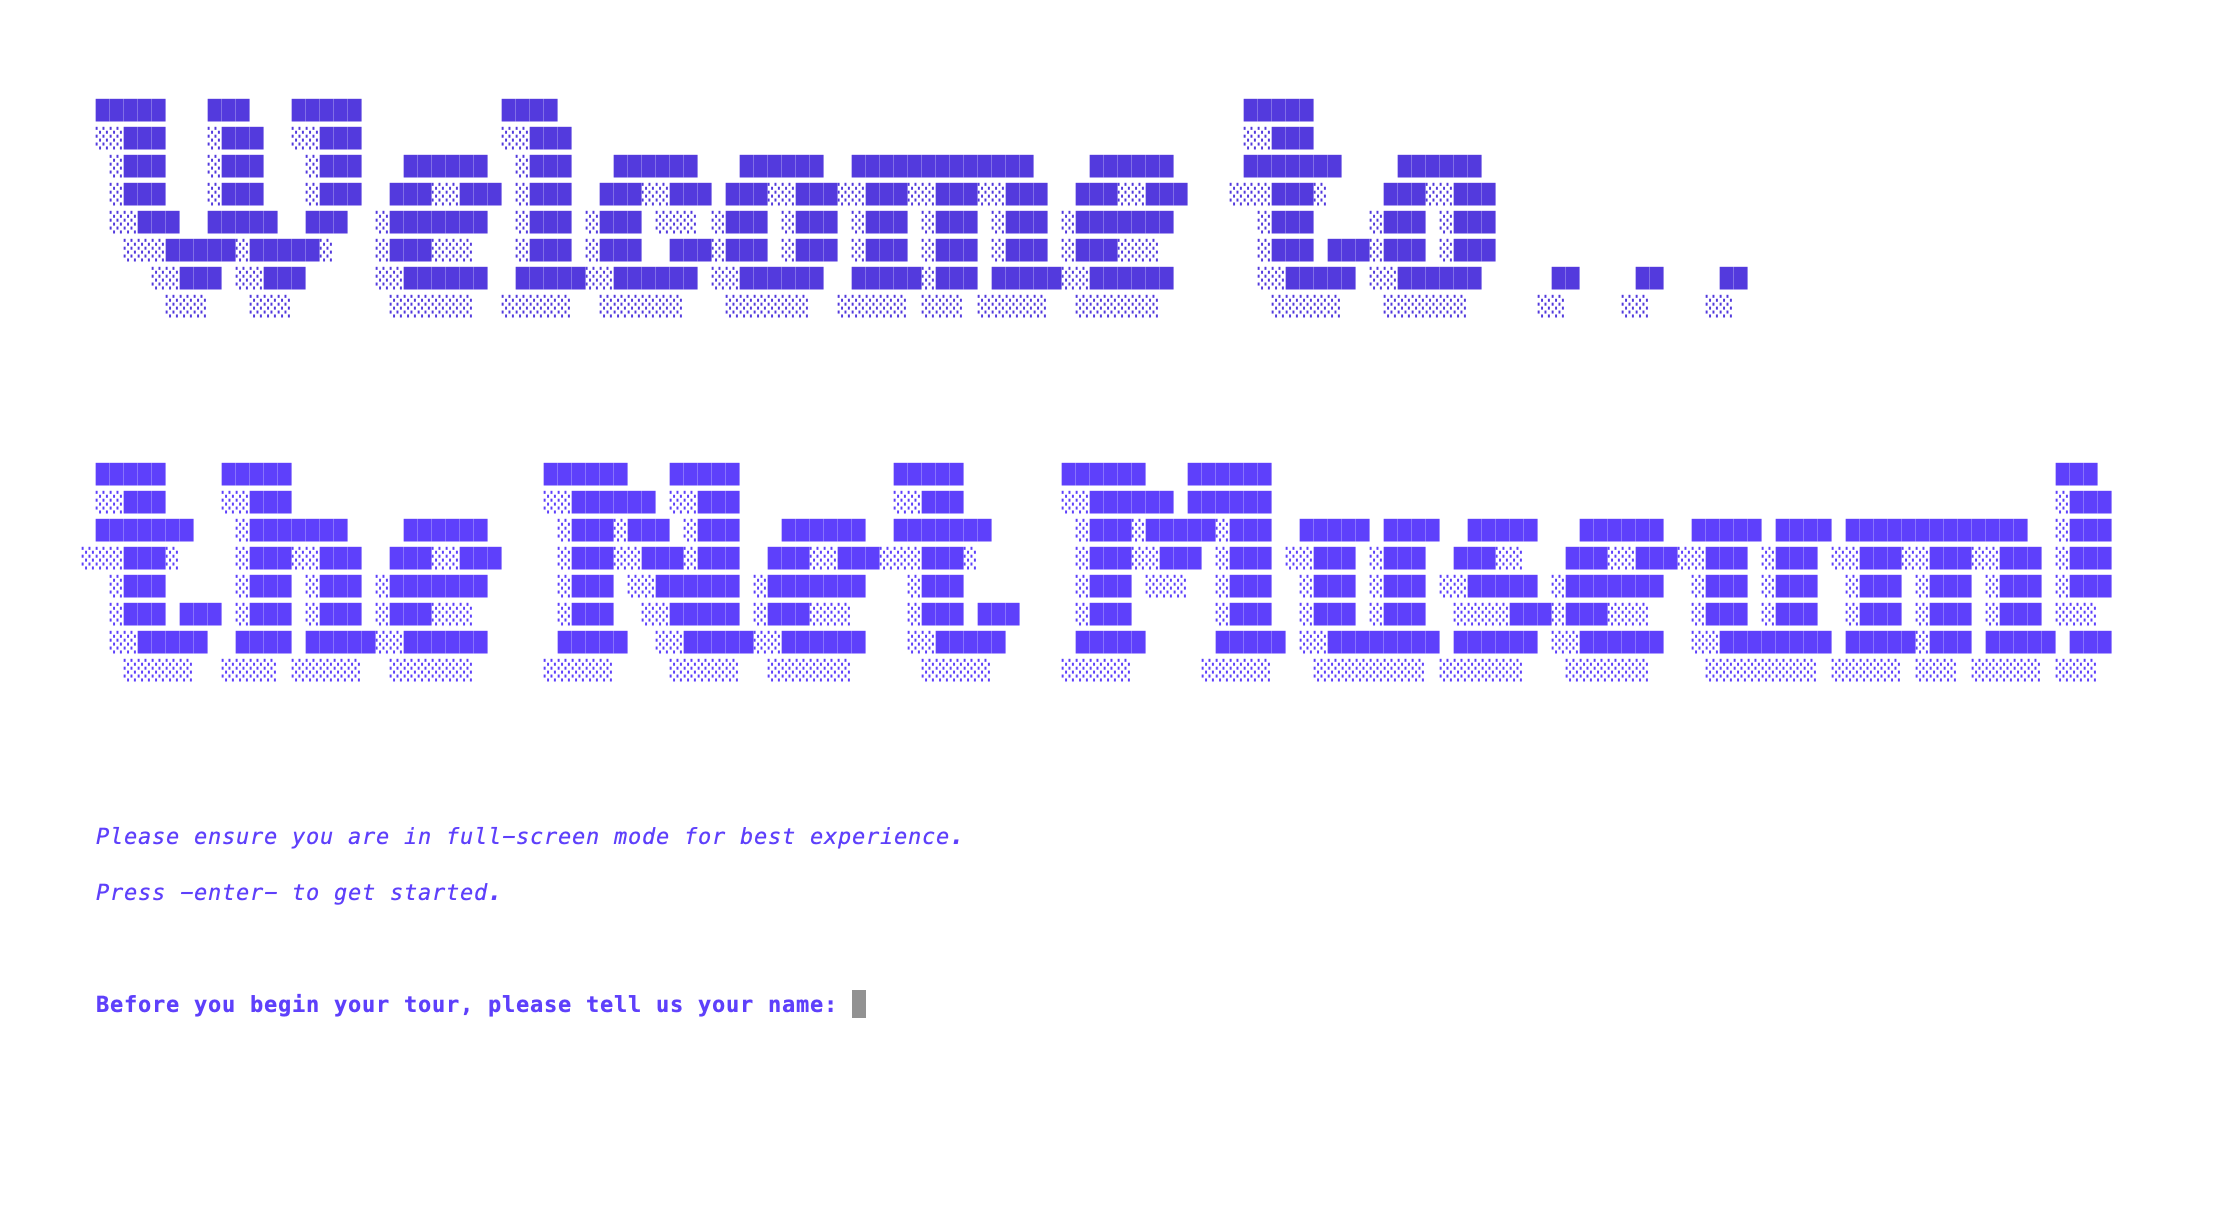 Welcome to...
the Net Museum!
Please ensure you are in full-screen mode for best experience.
Press -enter- to get started.
Before you begin your tour, please tell us your name: